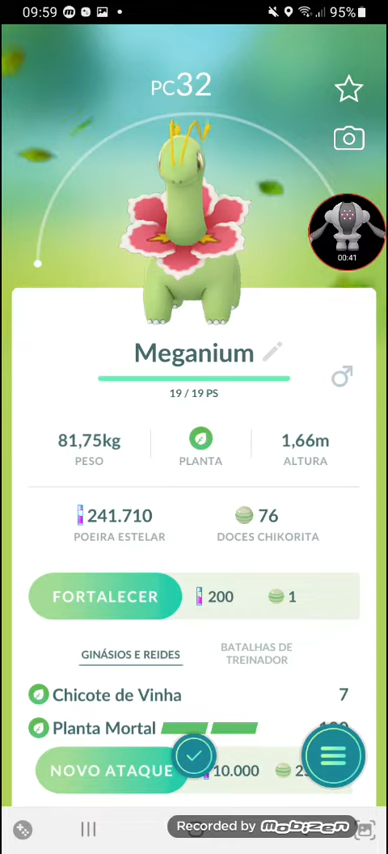 09:59
95%
PC32
00:41
Meganium
19 / 19 PS
81,75kg
1,66m
PESO
PLANTA
ALTURA
241.710
76
POEIRA ESTELAR
DOCES CHIKORITA
FORTALECER
200
1
GINÁSIOS E REIDES
BATALHAS DE
TREINADOR
Chicote de Vinha
7
Planta Mortal
NOVO ATAQUE
10.000
Recorded by mobizen